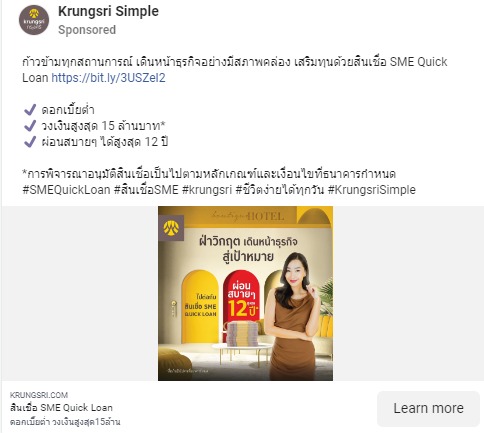 Krungsri Simple
Sponsored
krungsri
กรุงศรี
ก้าวข้ามทุกสถานการณ์ เดินหน้าธุรกิจอย่างมีสภาพคล่อง เสริมทุนด้วยสินเชื่อ SME Quick
Loan https://bit.ly/3USZeI2
✔ ดอกเบี้ยต่ำ
✔ วงเงินสูงสุด 15 ล้านบาท*
✔ ผ่อนสบายๆ ได้สูงสุด 12 ปี
*การพิจารณาอนุมัติสินเชื่อเป็นไปตามหลักเกณฑ์และเงื่อนไขที่ธนาคารกำหนด
#SMEQuickLoan #สินเชื่อSME #krungsri #ชีวิตง่ายได้ทุกวัน #KrungsriSimple
boutique HOTEL
ฝ่าวิกฤต เดินหน้าธุรกิจ
สู่เป้าหมาย
สินเชื่อ SME
QUICK LOAN
ผ่อน
สบายๆ
12 ปี
KRUNGSRI.COM
สินเชื่อ SME Quick Loan
ดอกเบี้ยต่ำ วงเงินสูงสุด15ล้าน
Learn more